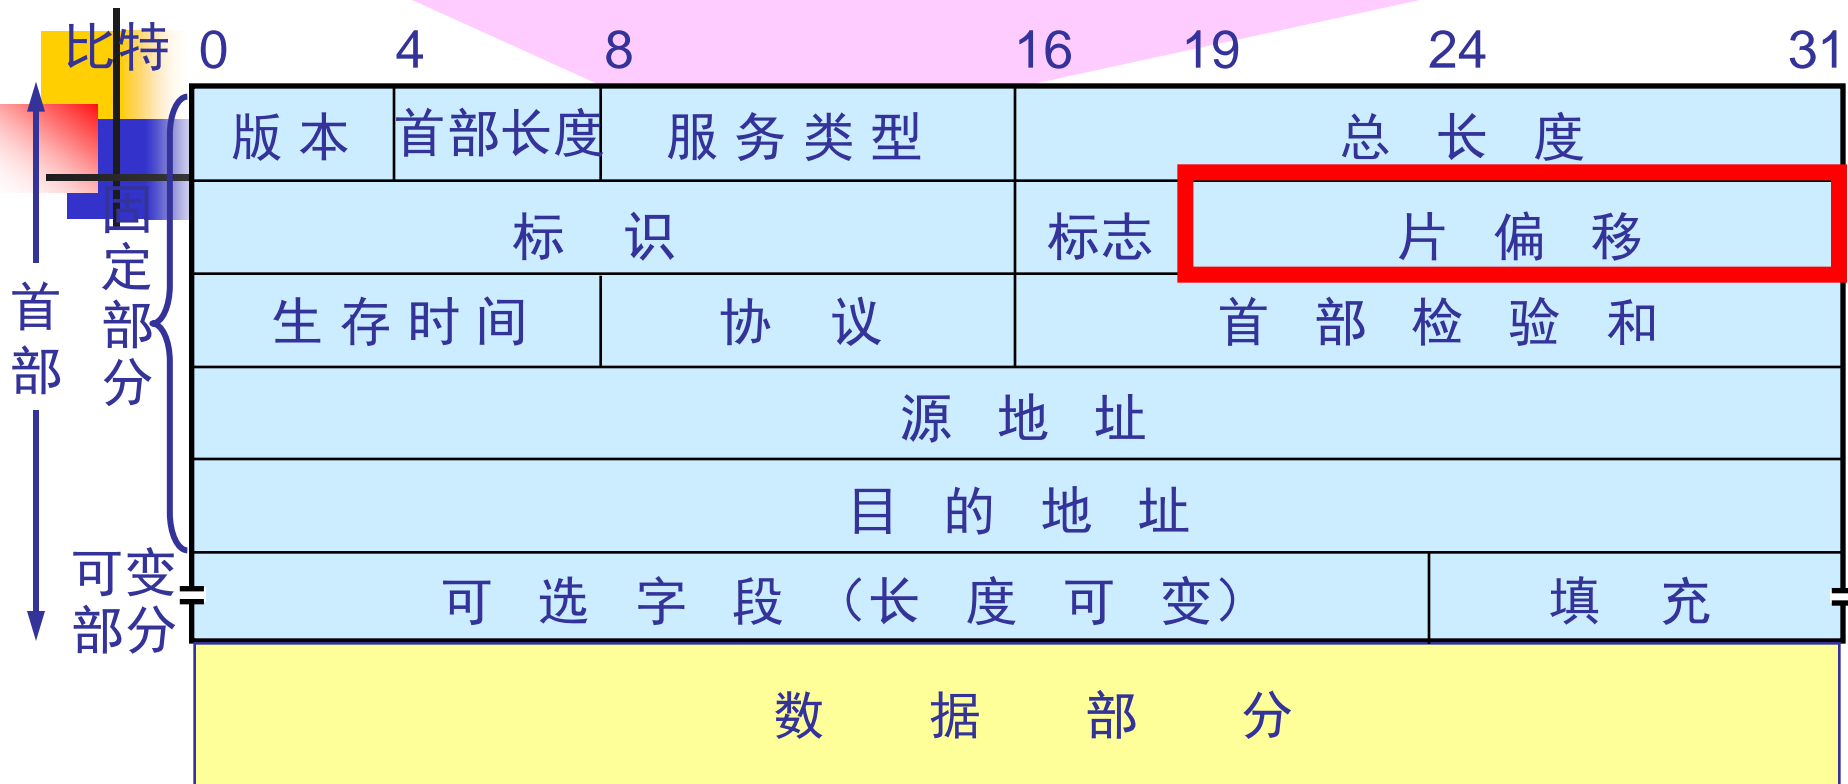 比特 0 4 8 16 19 24 31
版本 首部长度 服务类型 总长度
标识 标志 片偏移
生存时间 协议 首部检验和
源地址
目的地址
可选字段（长度可变） 填充
数据部分
首部
固定部分
可变
部分